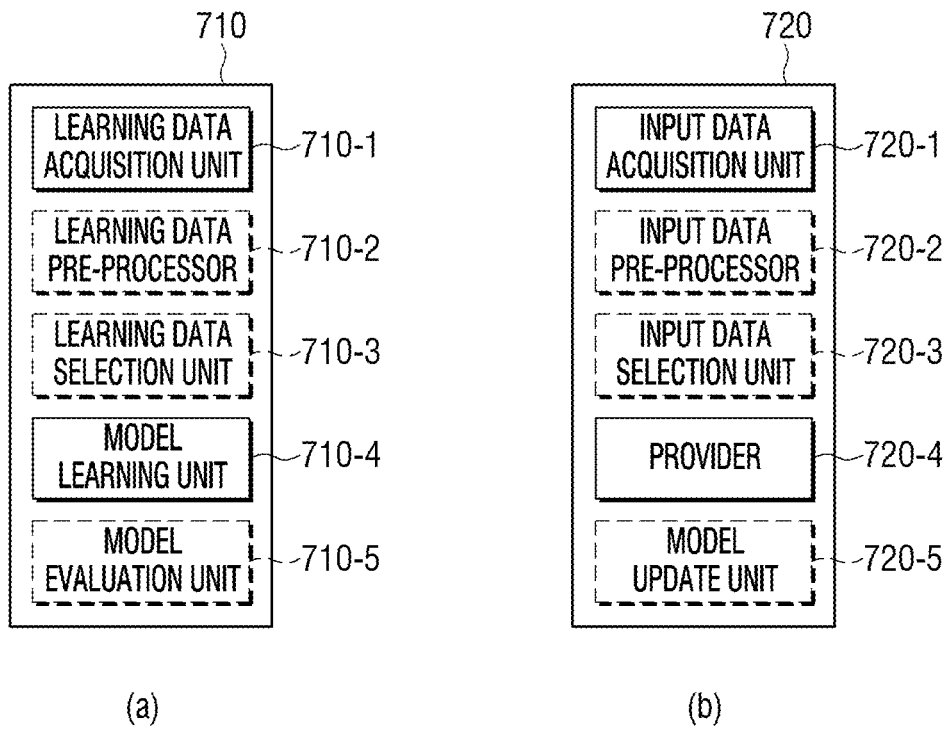 710
LEARNING DATA
ACQUISITION UNIT
710-1
LEARNING DATA
PRE-PROCESSOR
710-2
LEARNING DATA
SELECTION UNIT
710-3
MODEL
LEARNING UNIT
710-4
MODEL
EVALUATION UNIT
710-5
(a)
720
INPUT DATA
ACQUISITION UNIT
720-1
INPUT DATA
PRE-PROCESSOR
720-2
INPUT DATA
SELECTION UNIT
720-3
PROVIDER
720-4
MODEL
UPDATE UNIT
720-5
(b)